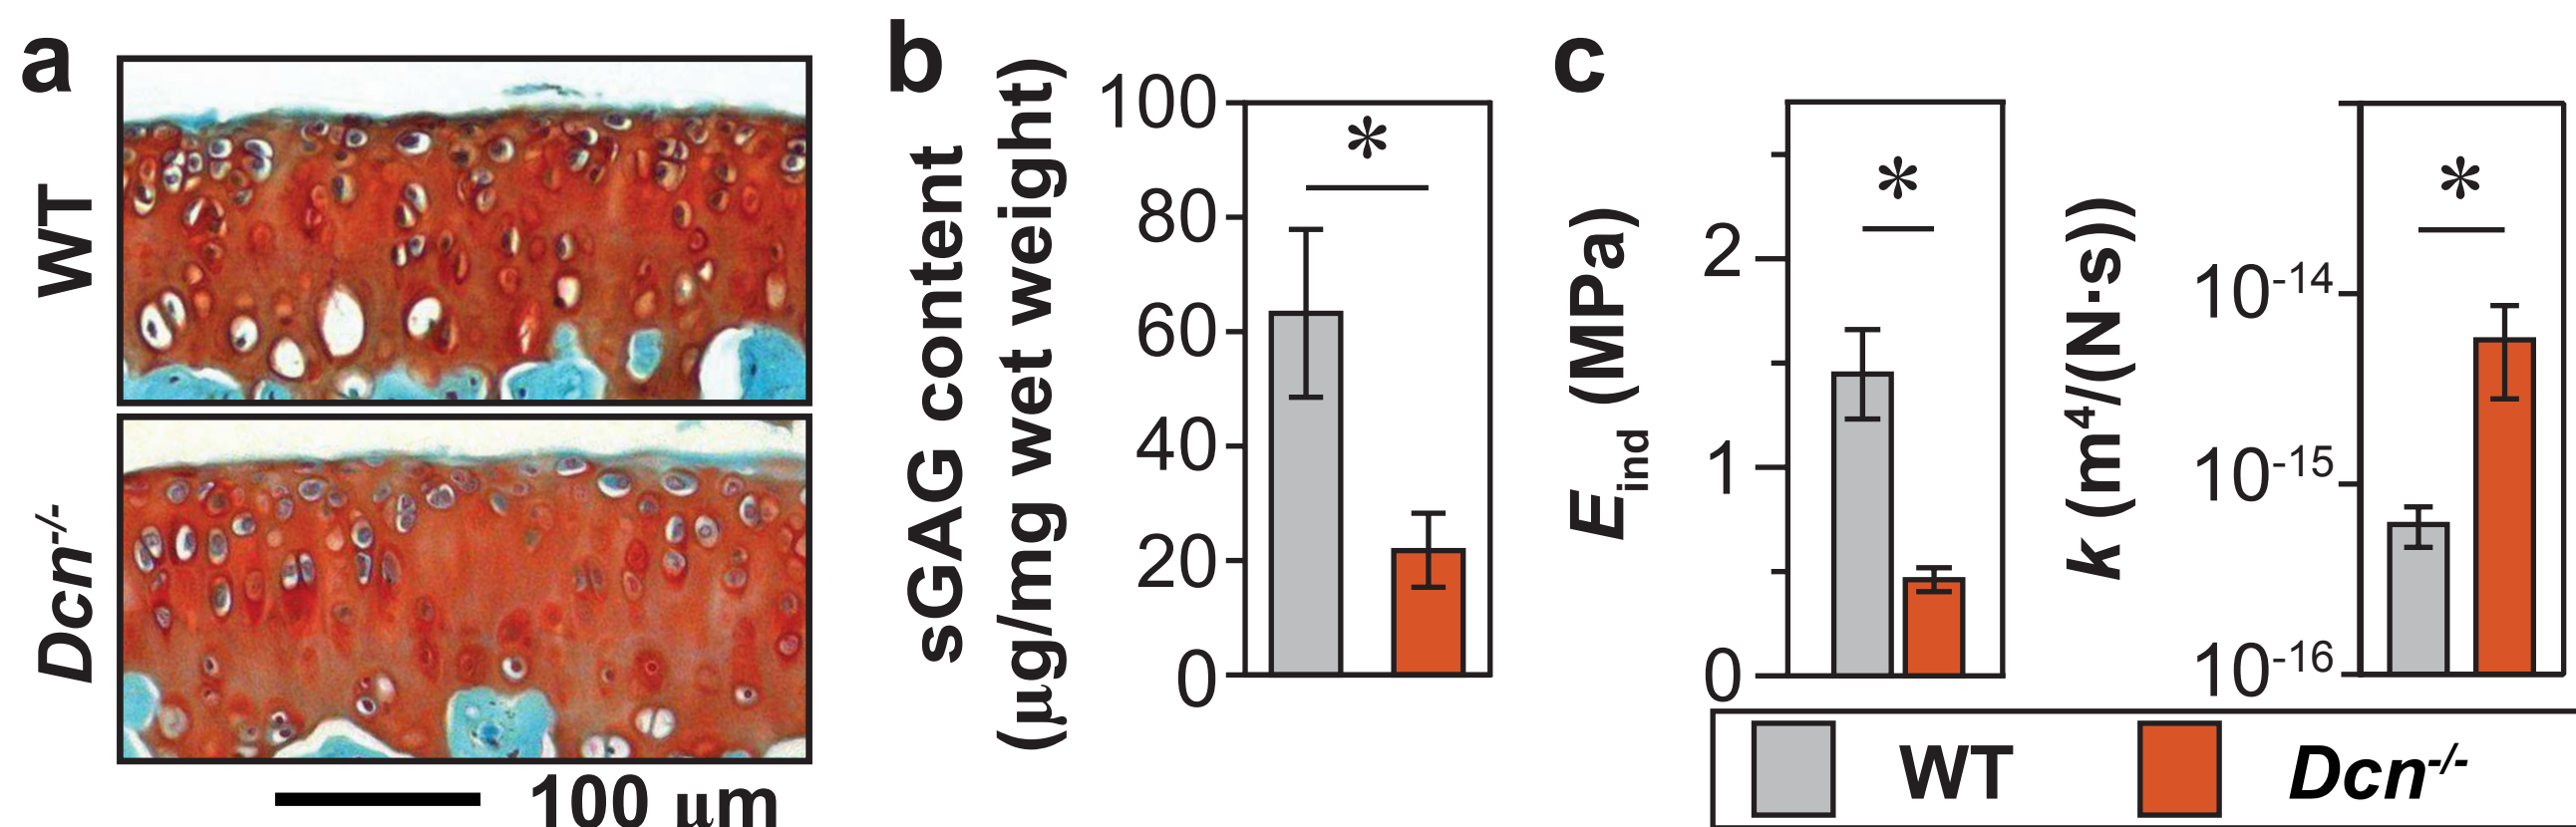 a
WT
Dcn-/-
100 μm
b
sGAG content
(μg/mg wet weight)
100
80
60
40
20
0
*
c
Eind (MPa)
2
1
0
*
k (m⁴/(N·s))
10⁻¹⁴
10⁻¹⁵
10⁻¹⁶
*
WT
Dcn-/-